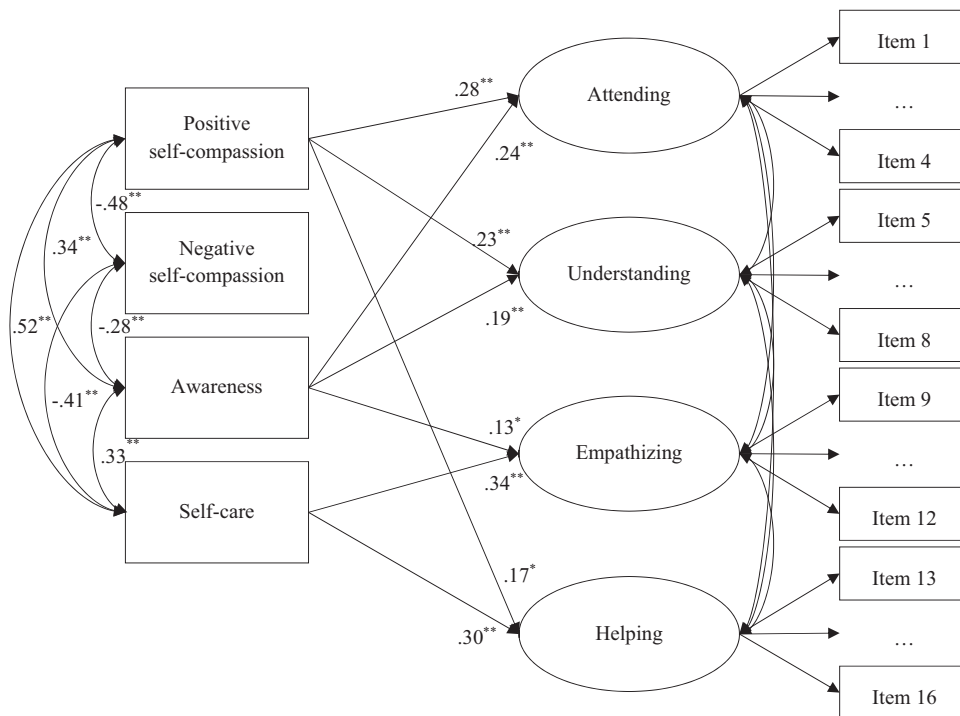 Item 1
.28**
Attending
…
Positive
self-compassion
.24**
Item 4
-.48**
Item 5
.34**
Negative
self-compassion
.23**
Understanding
…
.52**
-.28**
.19**
Item 8
-.41**
Awareness
Item 9
.13*
.33**
Empathizing
…
.34**
Self-care
Item 12
.17*
Item 13
.30**
Helping
…
Item 16